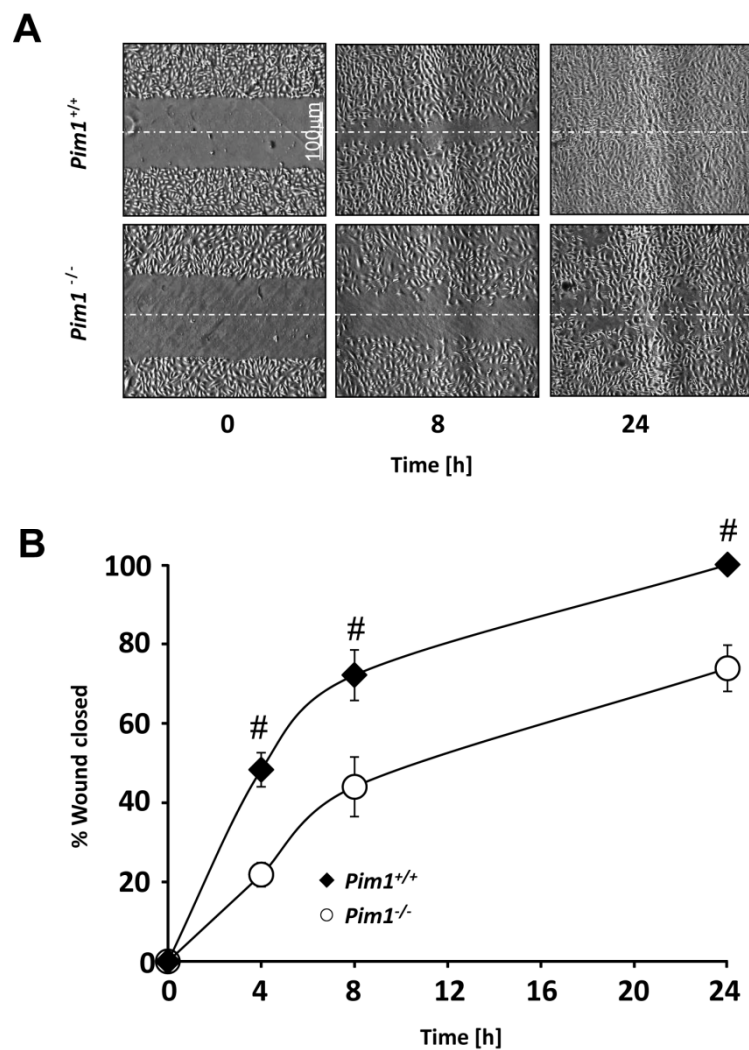 A
Pim1+/+
100µm
Pim1 -/-
0 8 24
Time [h]
B
% Wound closed
100
80
60
40
20
0
#
#
#
Pim1+/+
Pim1-/-
0 4 8 12 16 20 24
Time [h]